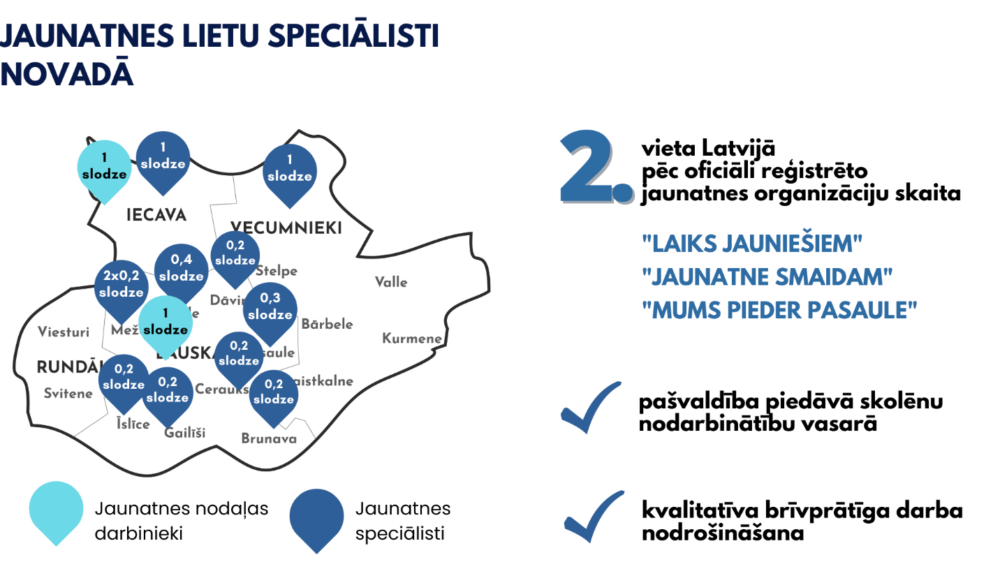 JAUNATNES LIETU SPECIĀLISTI
NOVADĀ
1
slodze
1
slodze
1
slodze
IECAVA
VECUMNIEKI
0,2
slodze
0,4
slodze
2x0,2
slodze
Stelpe
Valle
0,3
slodze
1
slodze
Viesturi
Bārbele
Kurmene
0,2
slodze
0,2
slodze
0,2
slodze
0,2
slodze
Svitene
Īslīce
Gailīši
Brunava
Jaunatnes nodaļas
darbinieki
Jaunatnes
speciālisti
2.
vieta Latvijā
pēc oficiāli reģistrēto
jaunatnes organizāciju skaita
"LAIKS JAUNIEŠIEM"
"JAUNATNE SMAIDAM"
"MUMS PIEDER PASAULE"
pašvaldība piedāvā skolēnu
nodarbinātību vasarā
kvalitatīva brīvprātīga darba
nodrošināšana